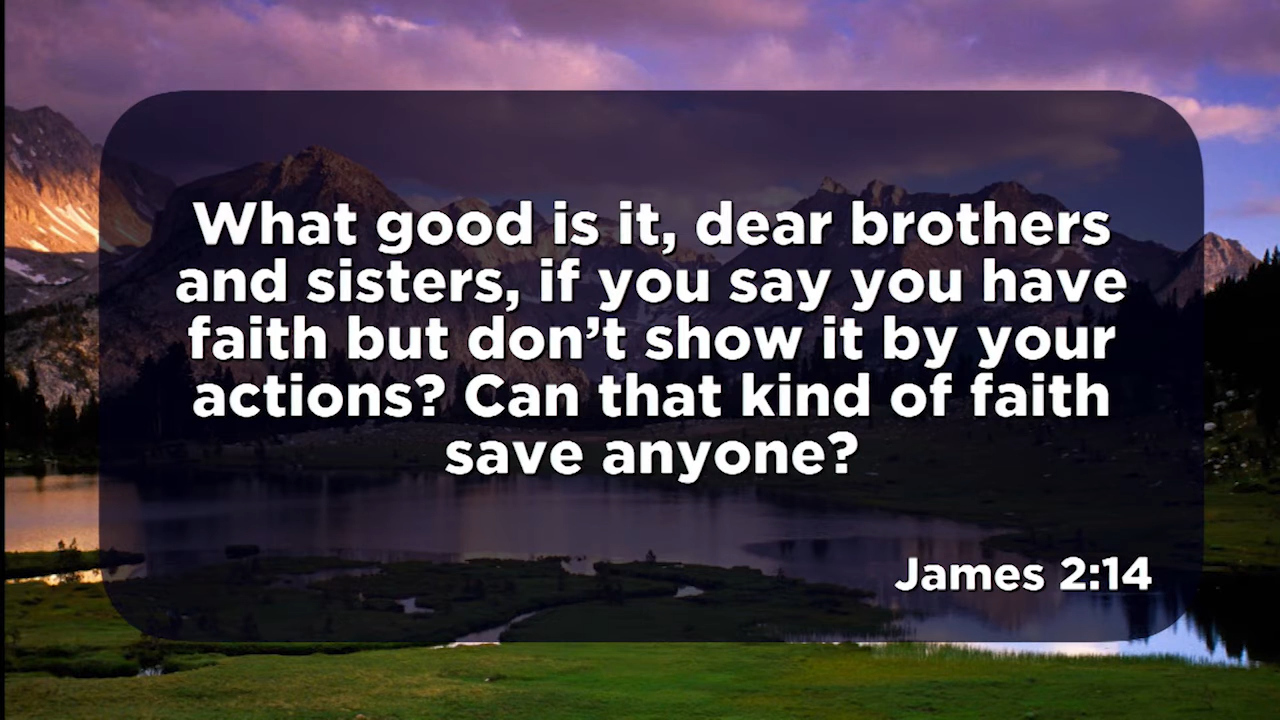 What good is it, dear brothers
and sisters, if you say you have
faith but don’t show it by your
actions? Can that kind of faith
save anyone?
James 2:14